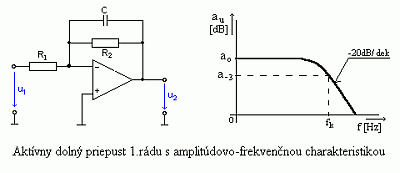 C
R1
R2
u1
u2
au
[dB]
ao
a-3
-20dB/dek
0
fh
f [Hz]
Aktívny dolný priepust 1.rádu s amplitúdovo-frekvenčnou charakteristikou